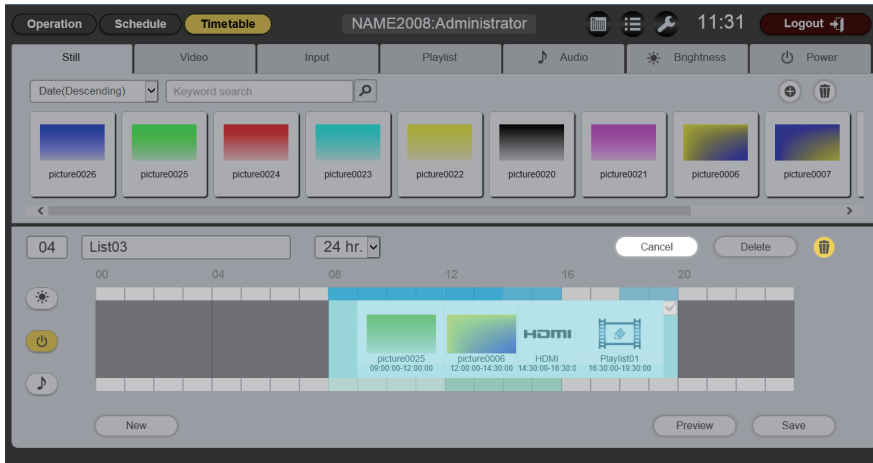 Operation Schedule Timetable NAME2008:Administrator 11:31 Logout
Still Video Input Playlist Audio Brightness Power
Date(Descending) Keyword search
picture0026 picture0025 picture0024 picture0023 picture0022 picture0020 picture0021 picture0006 picture0007
04 List03 24 hr. Cancel Delete
00 04 08 12 16 20
HDMI
picture0025 picture0006 HDMI Playlist01
09:00:00-12:00:00 12:00:00-14:30:00 14:30:00-16:30:0 16:30:00-19:30:00
New Preview Save